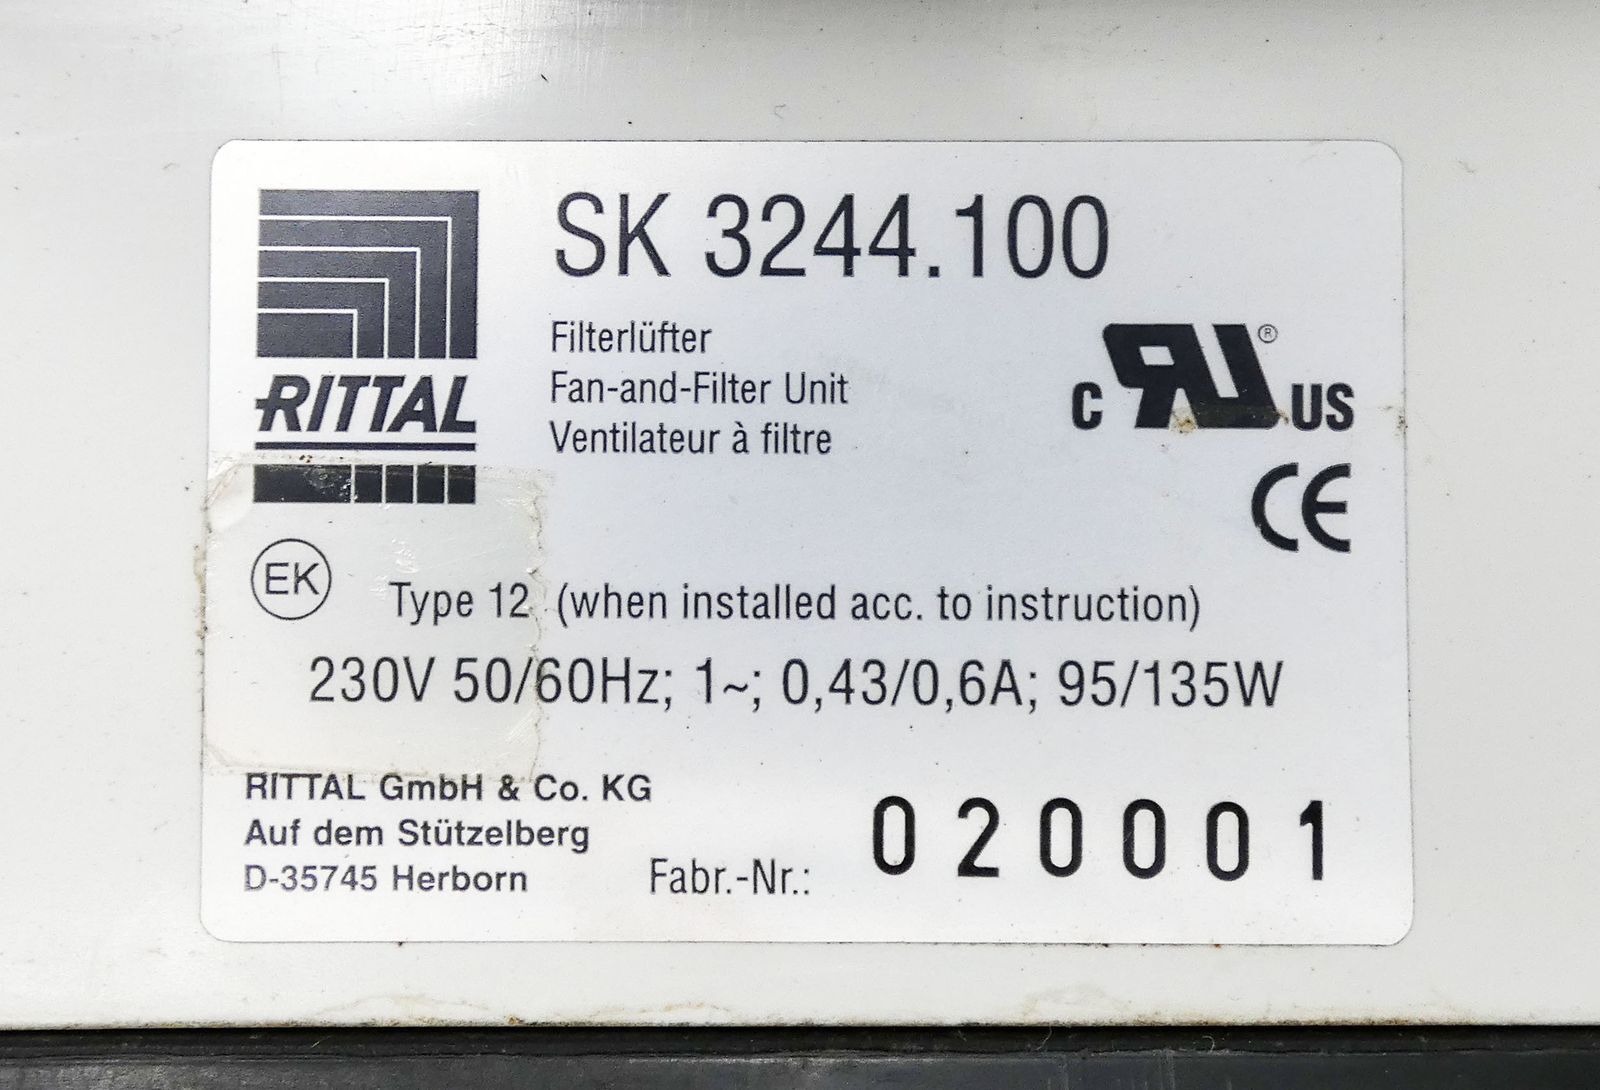 SK 3244.100
RITTAL
Filterlüfter
Fan-and-Filter Unit
Ventilateur à filtre
c RU® US
CE
EK
Type 12 (when installed acc. to instruction)
230V 50/60Hz; 1~; 0,43/0,6A; 95/135W
RITTAL GmbH & Co. KG
Auf dem Stützelberg
D-35745 Herborn
Fabr.-Nr.: 020001